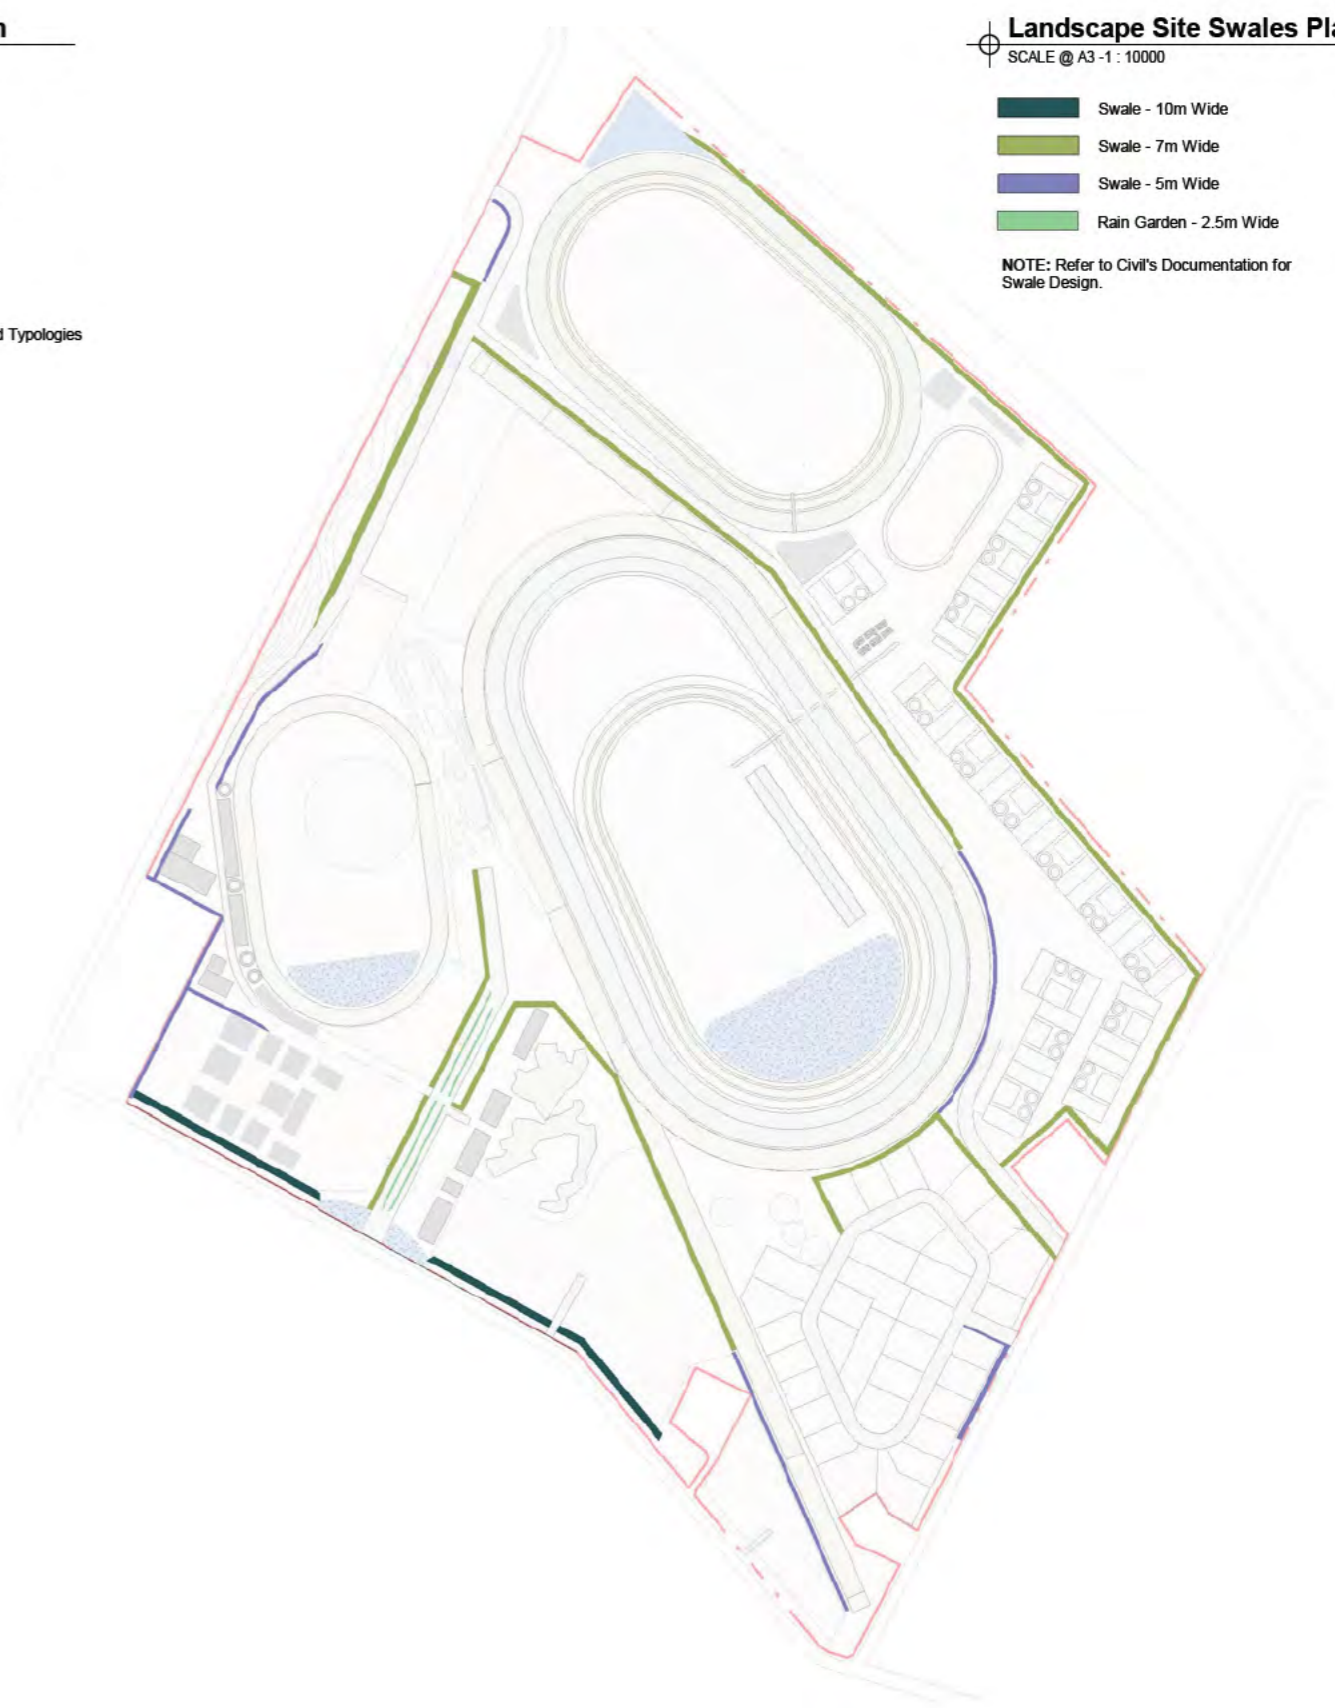 Landscape Site Swales Pla
SCALE @ A3 -1 : 10000
Swale - 10m Wide
Swale - 7m Wide
Swale - 5m Wide
Rain Garden - 2.5m Wide
NOTE: Refer to Civil's Documentation for
Swale Design.
d Typologies